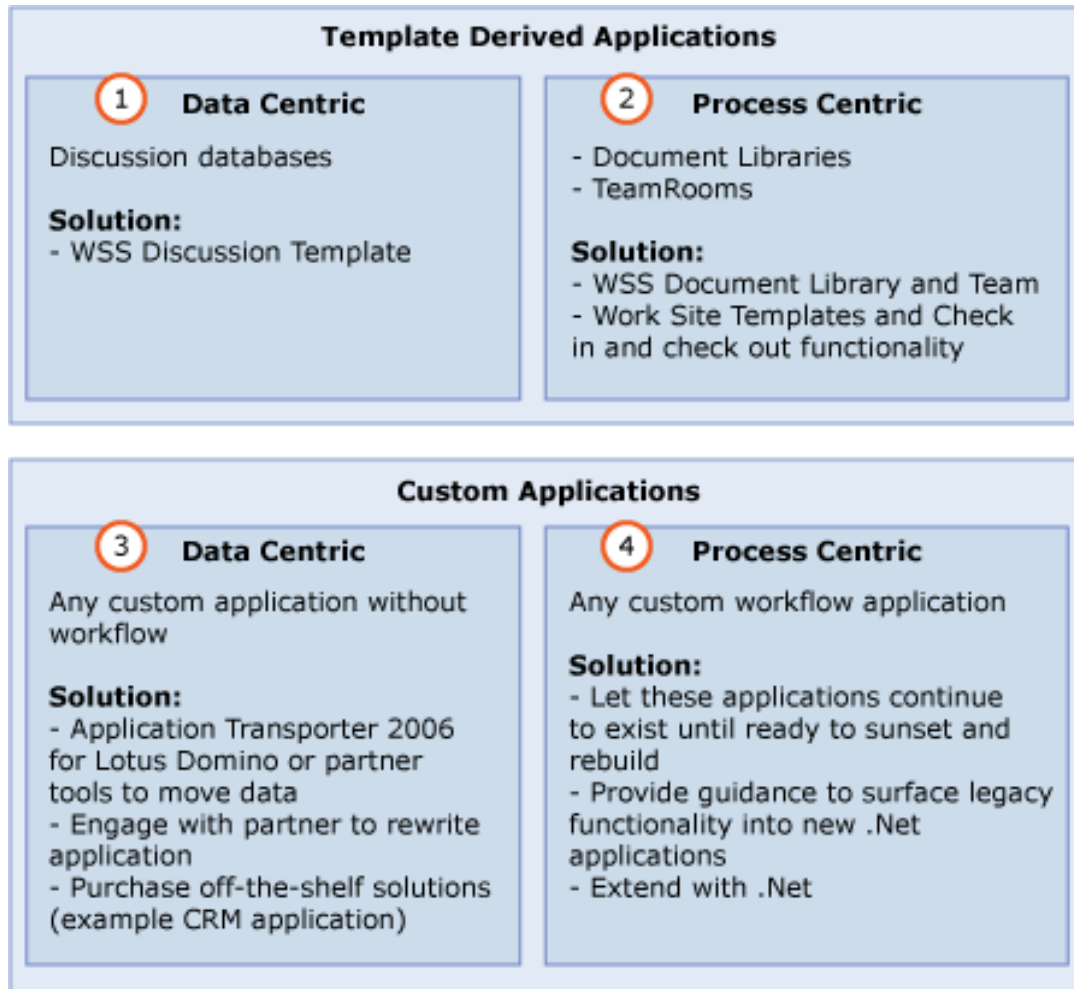 Template Derived Applications
1
Data Centric
Discussion databases
Solution:
- WSS Discussion Template
2
Process Centric
- Document Libraries
- TeamRooms
Solution:
- WSS Document Library and Team
- Work Site Templates and Check
in and check out functionality
Custom Applications
3
Data Centric
Any custom application without
workflow
Solution:
- Application Transporter 2006
for Lotus Domino or partner
tools to move data
- Engage with partner to rewrite
application
- Purchase off-the-shelf solutions
(example CRM application)
4
Process Centric
Any custom workflow application
Solution:
- Let these applications continue
to exist until ready to sunset and
rebuild
- Provide guidance to surface legacy
functionality into new .Net
applications
- Extend with .Net